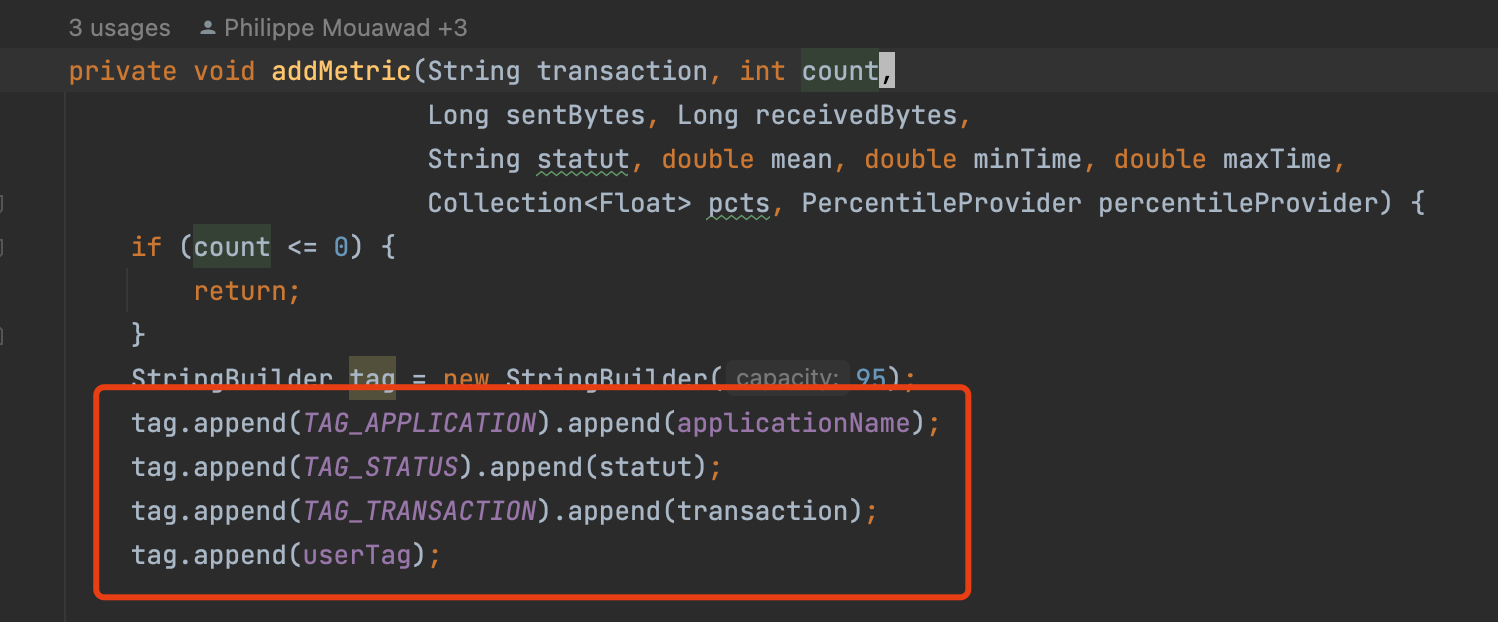 3 usages Philippe Mouawad +3
private void addMetric(String transaction, int count,
Long sentBytes, Long receivedBytes,
String statut, double mean, double minTime, double maxTime,
Collection<Float> pcts, PercentileProvider percentileProvider) {
if (count <= 0) {
return;
}
StringBuilder tag = new StringBuilder( capacity: 95);
tag.append(TAG_APPLICATION).append(applicationName);
tag.append(TAG_STATUS).append(statut);
tag.append(TAG_TRANSACTION).append(transaction);
tag.append(userTag);